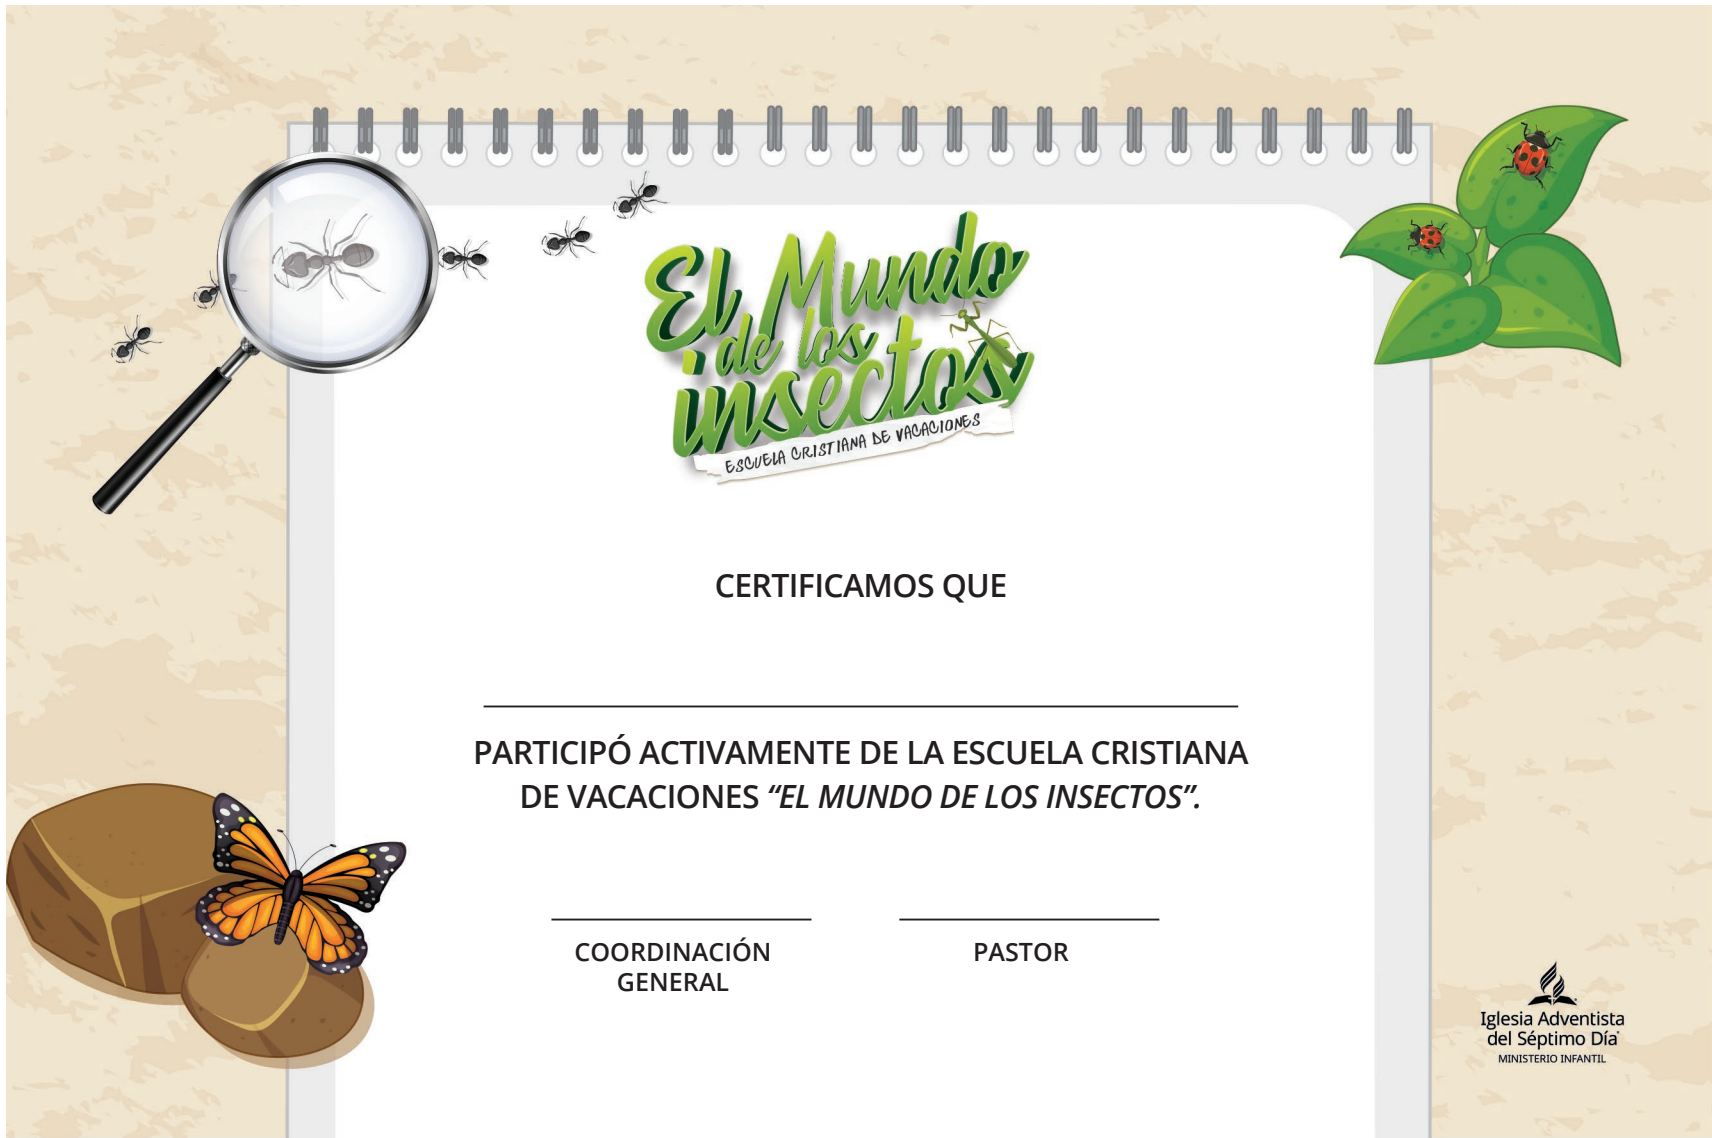 El Mundo
de los
insectos
ESCUELA CRISTIANA DE VACACIONES
CERTIFICAMOS QUE
PARTICIPÓ ACTIVAMENTE DE LA ESCUELA CRISTIANA
DE VACACIONES “EL MUNDO DE LOS INSECTOS”.
COORDINACIÓN
GENERAL
PASTOR
Iglesia Adventista
del Séptimo Día
MINISTERIO INFANTIL